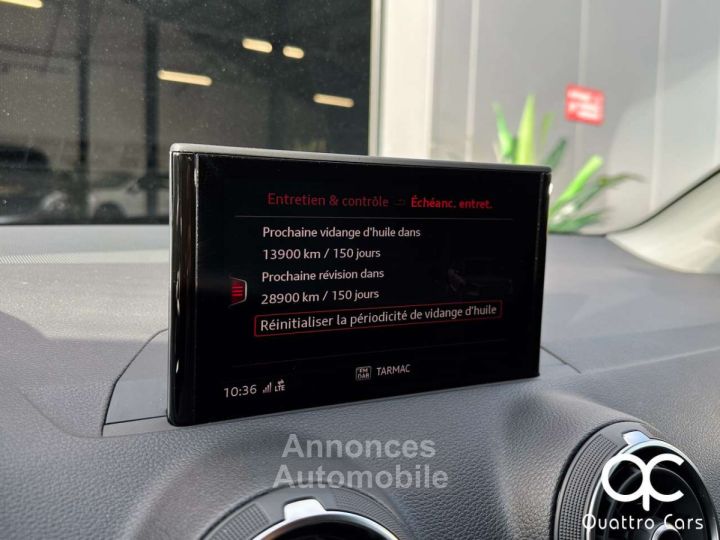 Entretien & contrôle Échéanc. entret.
Prochaine vidange d'huile dans
13900 km / 150 jours
Prochaine révision dans
28900 km / 150 jours
Réinitialiser la périodicité de vidange d'huile
FM
DAB
TARMAC
10:36 LTE
Annonces
Automobile
QC
Quattro Cars